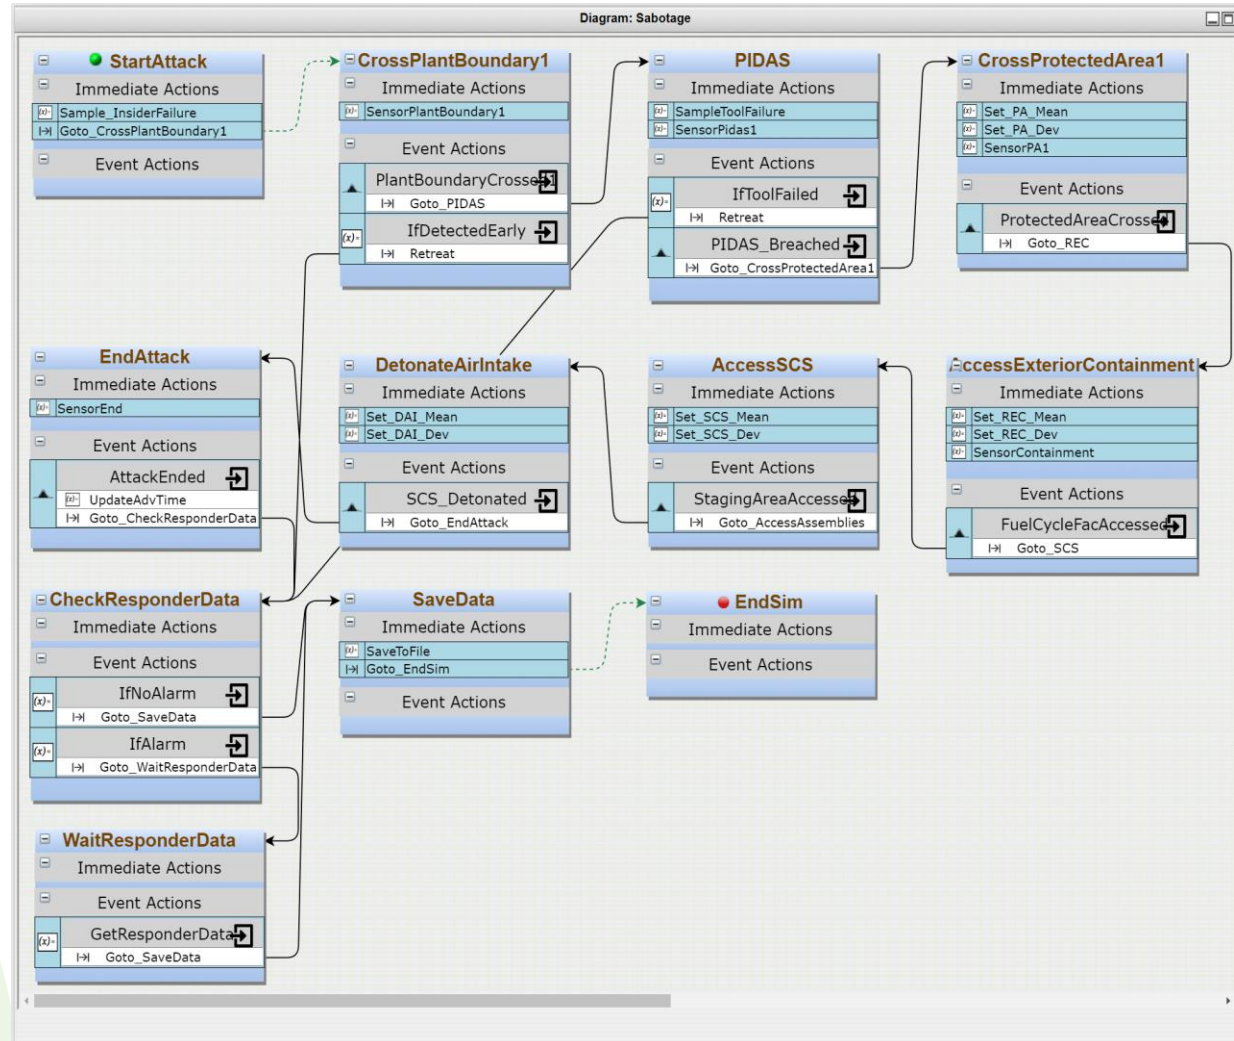 Diagram: Sabotage
StartAttack
Immediate Actions
Sample_InsiderFailure
Goto_CrossPlantBoundary1
Event Actions
CrossPlantBoundary1
Immediate Actions
SensorPlantBoundary1
Event Actions
PlantBoundaryCrossed1
Goto_PIDAS
(x)=
IfDetectedEarly
Retreat
PIDAS
Immediate Actions
SampleToolFailure
SensorPidas1
Event Actions
(x)=
IfToolFailed
Retreat
PIDAS_Breached
Goto_CrossProtectedArea1
CrossProtectedArea1
Immediate Actions
Set_PA_Mean
Set_PA_Dev
SensorPA1
Event Actions
ProtectedAreaCrossed
Goto_REC
EndAttack
Immediate Actions
SensorEnd
Event Actions
AttackEnded
UpdateAdvTime
Goto_CheckResponderData
DetonateAirIntake
Immediate Actions
Set_DAI_Mean
Set_DAI_Dev
Event Actions
SCS_Detonated
Goto_EndAttack
AccessSCS
Immediate Actions
Set_SCS_Mean
Set_SCS_Dev
Event Actions
StagingAreaAccessed
Goto_AccessAssemblies
AccessExteriorContainment
Immediate Actions
Set_REC_Mean
Set_REC_Dev
SensorContainment
Event Actions
FuelCycleFacAccessed
Goto_SCS
CheckResponderData
Immediate Actions
Event Actions
(x)=
IfNoAlarm
Goto_SaveData
(x)=
IfAlarm
Goto_WaitResponderData
SaveData
Immediate Actions
SaveToFile
Goto_EndSim
Event Actions
EndSim
Immediate Actions
Event Actions
WaitResponderData
Immediate Actions
Event Actions
(x)=
GetResponderData
Goto_SaveData